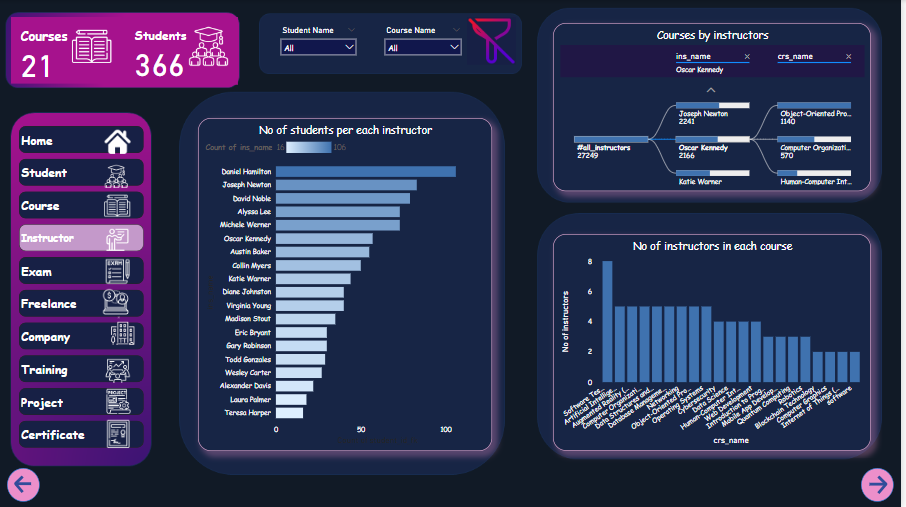 Courses
21
Students
366
Student Name
All
Course Name
All
Home
Student
Course
Instructor
Exam
Freelance
Company
Training
Project
Certificate
No of students per each instructor
Count of ins_name 16 106
Daniel Hamilton
Joseph Newton
David Noble
Alyssa Lee
Michele Werner
Oscar Kennedy
Austin Baker
Collin Myers
Katie Warner
Diane Johnston
Virginia Young
Madison Stout
Eric Bryant
Gary Robinson
Todd Gonzales
Wesley Carter
Alexander Davis
Laura Palmer
Teresa Harper
0 50 100
Courses by instructors
ins_name
Oscar Kennedy
crs_name
#all_instructors
27249
Joseph Newton
2241
Oscar Kennedy
2166
Katie Warner
Object-Oriented Pro...
1140
Computer Organizati...
570
Human-Computer Int...
No of instructors in each course
No of instructors
8
6
4
2
0
Software Tes...
Artificial Intellige...
Augmented Reality (...
Computer Organizati...
Data Structures and...
Database Manageme...
Networking
Object-Oriented Pro...
Operating Systems
Cybersecurity
Data Science
Human-Computer Int...
Web Development
Introduction to Prog...
Mobile App Develop...
Quantum Computing
Robotics
Blockchain Technology
Computer Graphics
Internet of Things (...
software
crs_name